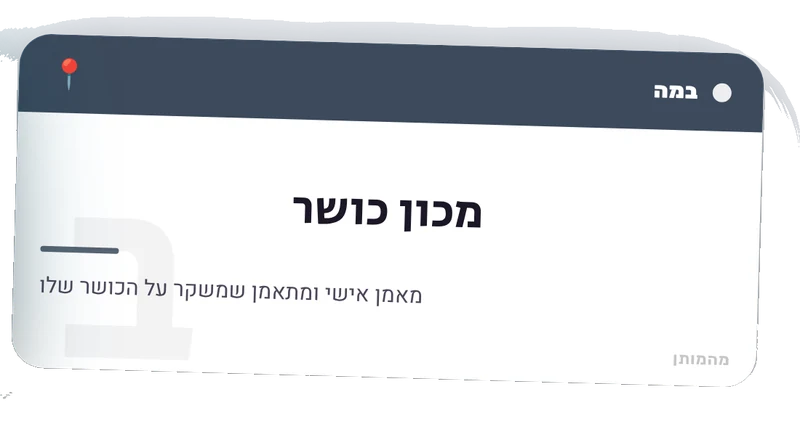 במה
מכון כושר
מאמן אישי ומתאמן שמשקר על הכושר שלו
מהמותן
ב